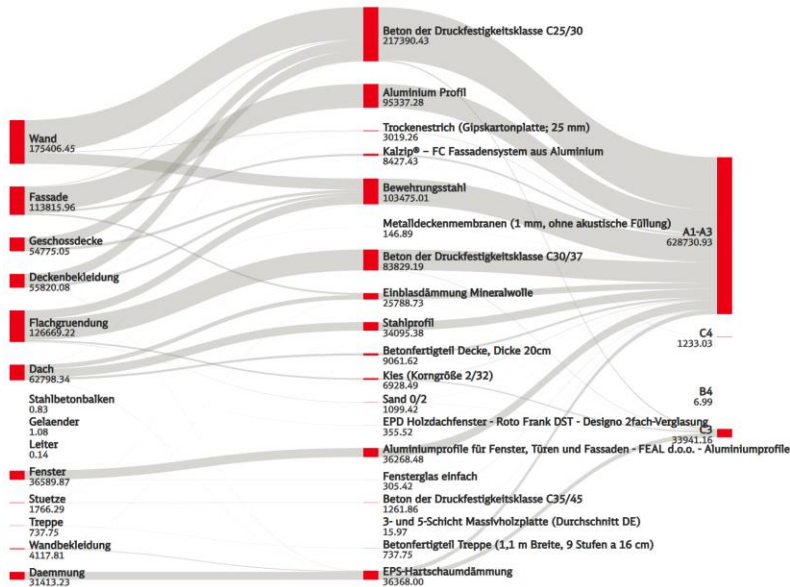 Wand
175406.45
Fassade
113815.96
Geschossdecke
54775.05
Deckenbekleidung
55820.08
Flachgruendung
126669.22
Dach
62798.34
Stahlbetonbalken
0.83
Gelaender
1.08
Leiter
0.14
Fenster
36589.87
Stuetze
1766.29
Treppe
737.75
Wandbekleidung
4117.81
Daemmung
31413.23
Beton der Druckfestigkeitsklasse C25/30
217390.43
Aluminium Profil
95337.28
Trockenestrich (Gipskartonplatte; 25 mm)
3019.26
Kalzip® – FC Fassadensystem aus Aluminium
8427.43
Bewehrungsstahl
103475.01
Metalldeckenmembranen (1 mm, ohne akustische Füllung)
146.89
Beton der Druckfestigkeitsklasse C30/37
83829.19
Einblasdämmung Mineralwolle
25788.73
Stahlprofil
34095.38
Betonfertigteil Decke, Dicke 20cm
9061.62
Kies (Korngröße 2/32)
6928.49
Sand 0/2
1099.42
EPD Holzdachfenster - Roto Frank DST - Designo 2fach-Verglasung
355.52
Aluminiumprofile für Fenster, Türen und Fassaden - FEAL d.o.o. - Aluminiumprofile
36268.48
Fensterglas einfach
305.42
Beton der Druckfestigkeitsklasse C35/45
1261.86
3- und 5-Schicht Massivholzplatte (Durchschnitt DE)
15.97
Betonfertigteil Treppe (1,1 m Breite, 9 Stufen a 16 cm)
737.75
EPS-Hartschaumdämmung
36368.00
A1-A3
628730.93
C4
1233.03
B4
6.99
C3
33941.16